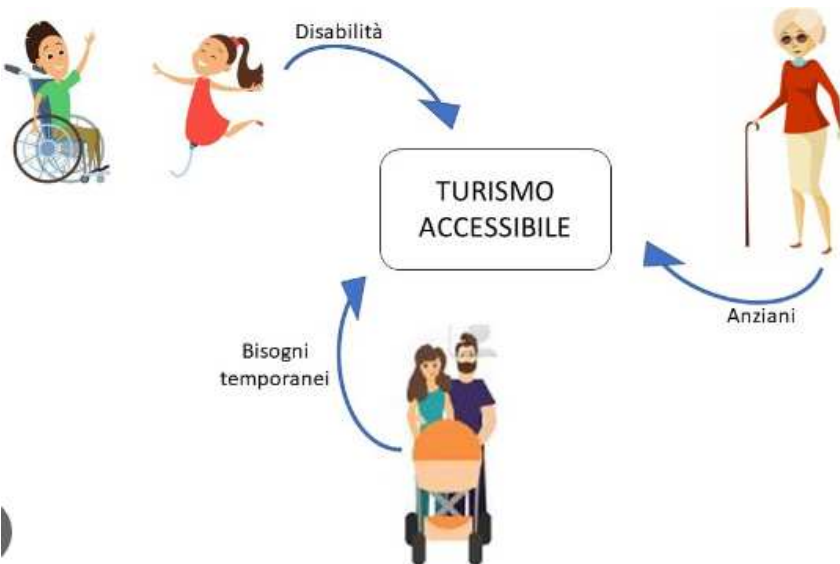 Disabilità
TURISMO
ACCESSIBILE
Anziani
Bisogni
temporanei